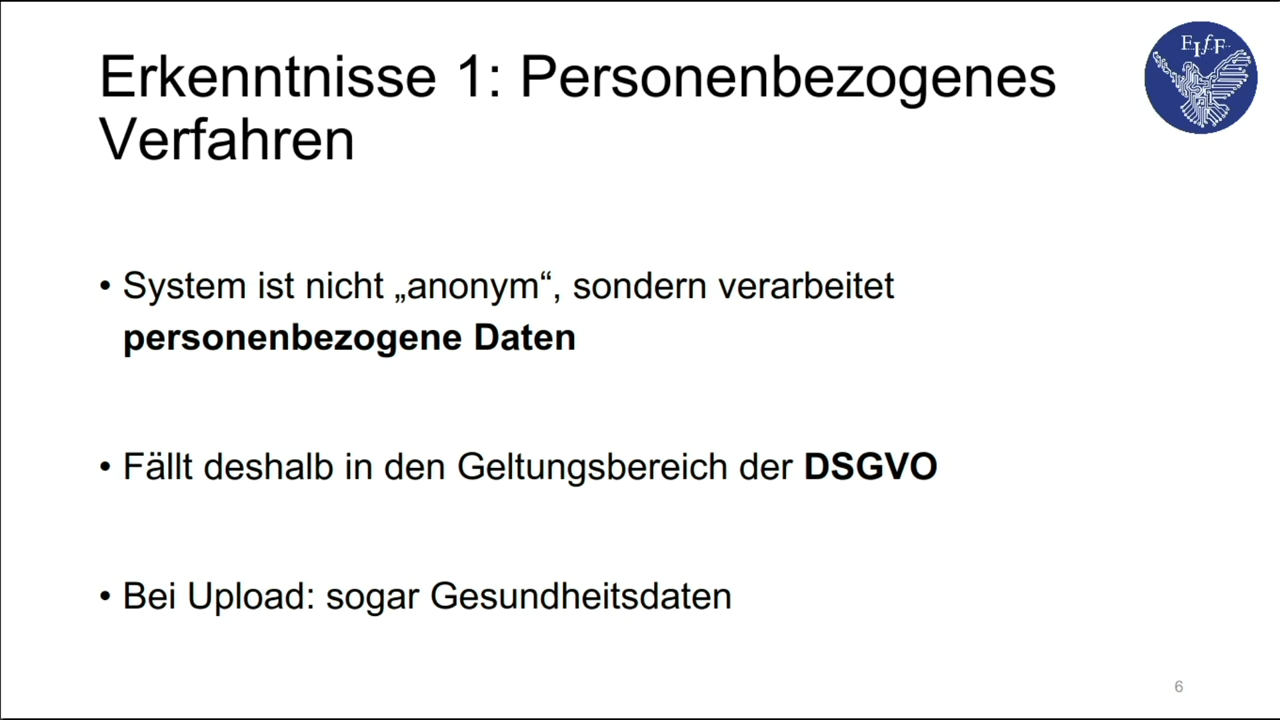 Erkenntnisse 1: Personenbezogenes
Verfahren
FIfF
• System ist nicht „anonym“, sondern verarbeitet
personenbezogene Daten
• Fällt deshalb in den Geltungsbereich der DSGVO
• Bei Upload: sogar Gesundheitsdaten
6